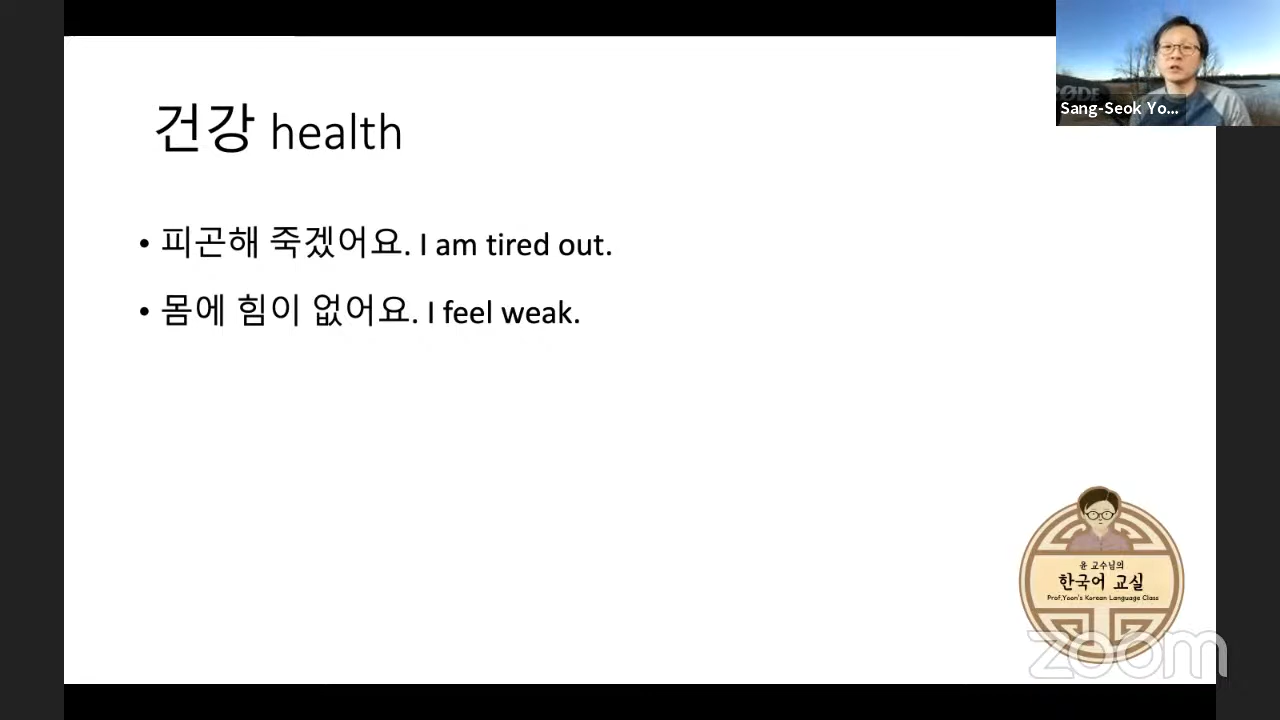 Sang-Seok Yo...
건강 health
• 피곤해 죽겠어요. I am tired out.
• 몸에 힘이 없어요. I feel weak.
윤 교수님의
한국어 교실
Prof.Yoon's Korean Language Class
zoom